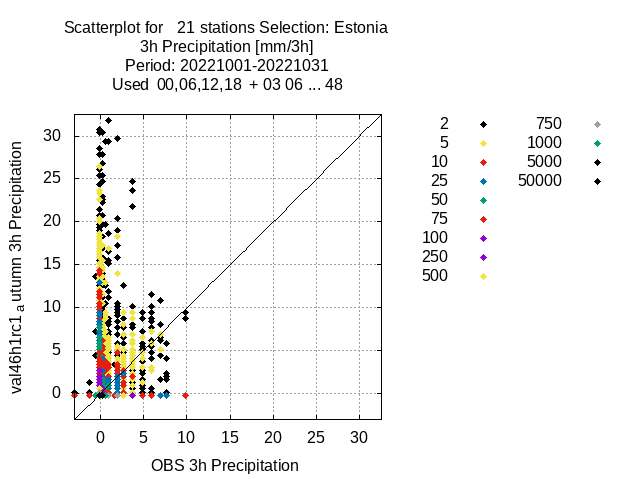 Scatterplot for 21 stations Selection: Estonia
3h Precipitation [mm/3h]
Period: 20221001-20221031
Used 00,06,12,18 + 03 06 ... 48
val46h1rc1 a utumn 3h Precipitation
30
25
20
15
10
5
0
0 5 10 15 20 25 30
OBS 3h Precipitation
2
5
10
25
50
75
100
250
500
750
1000
5000
50000